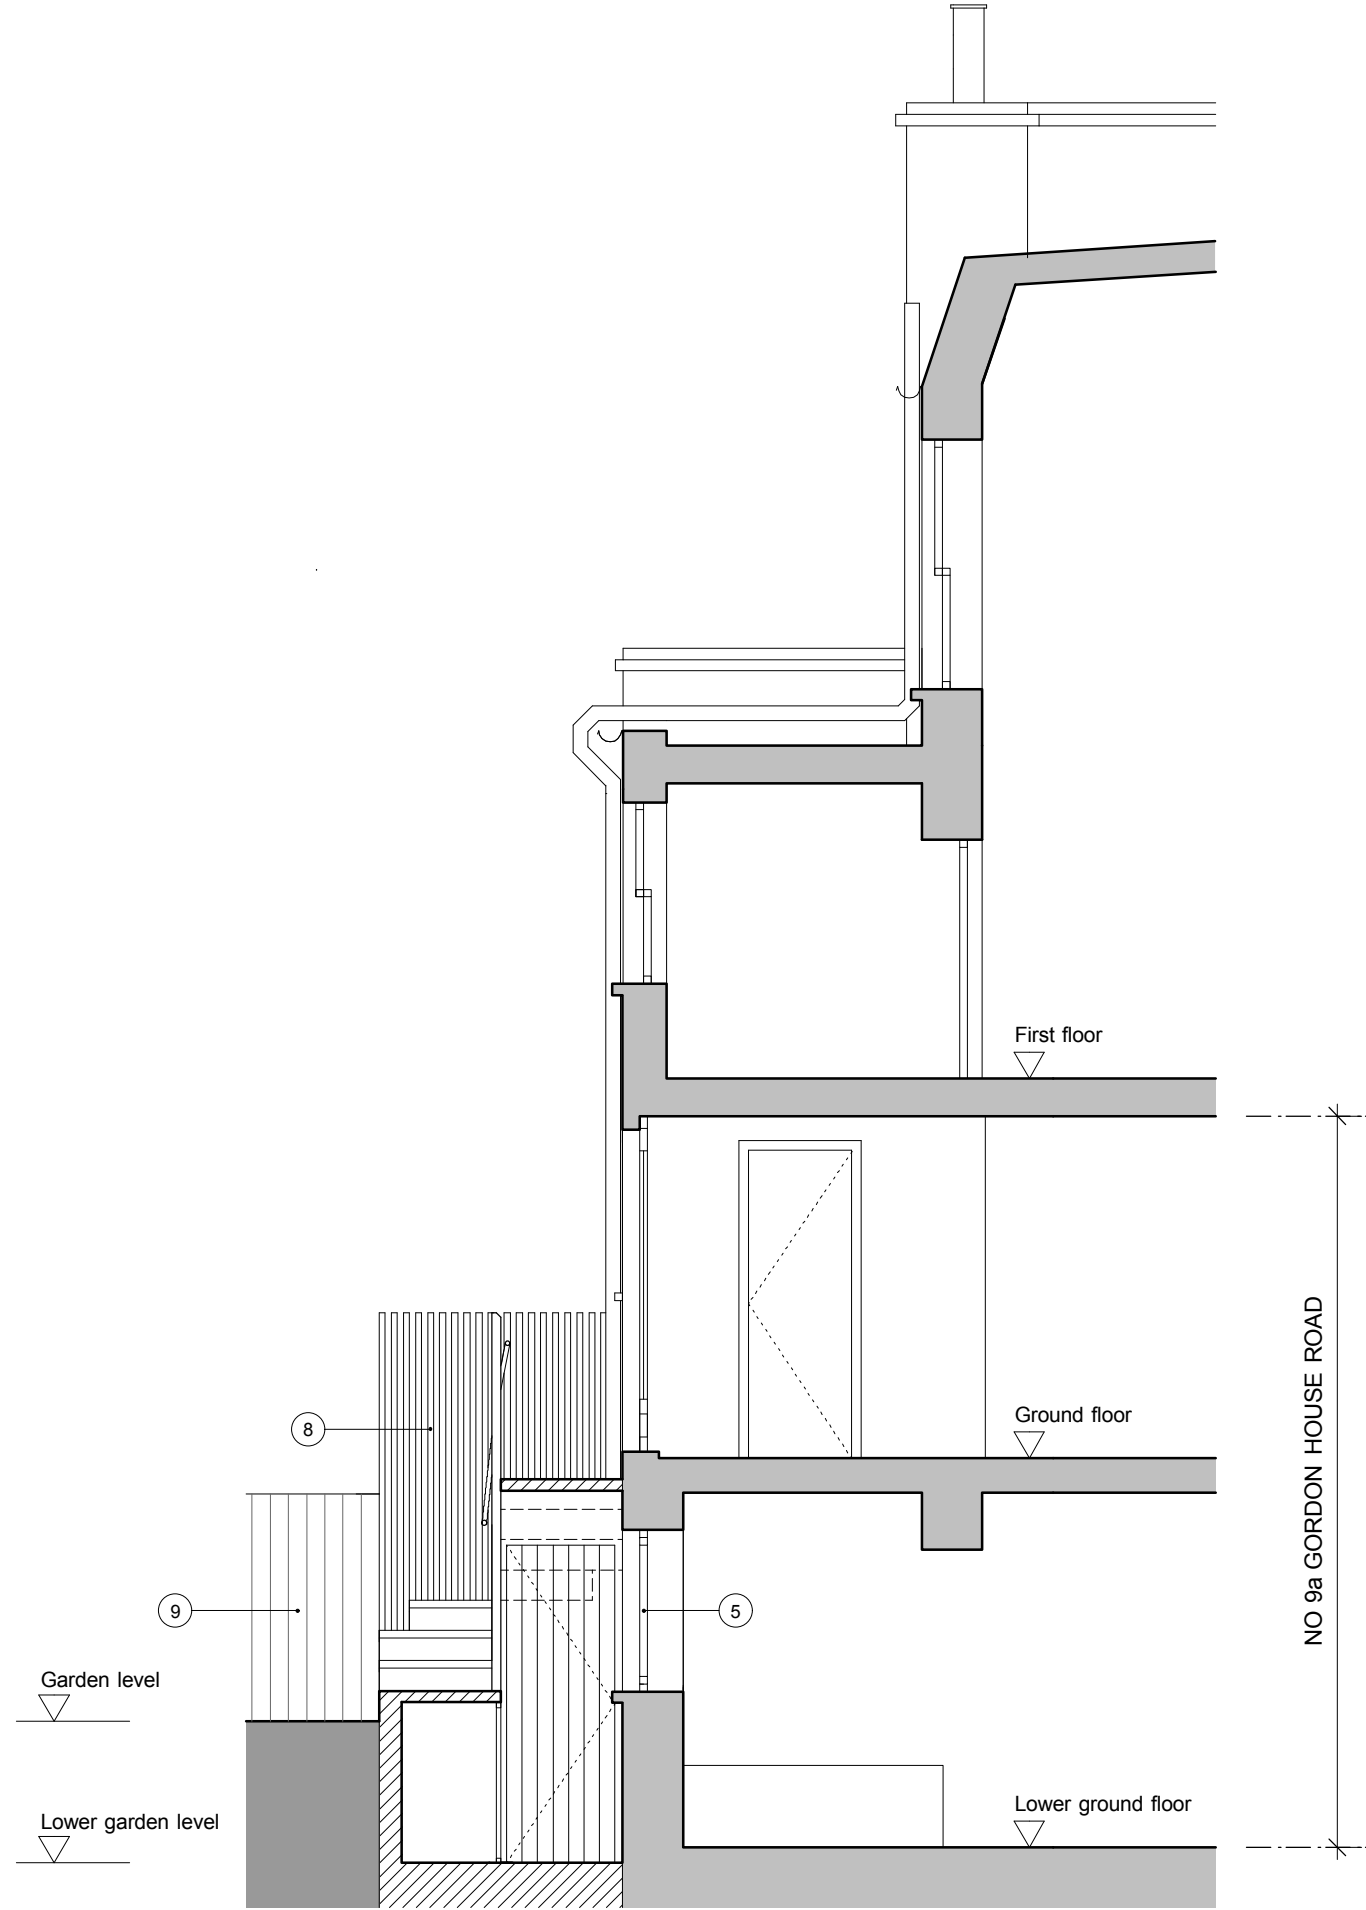 First floor
Ground floor
8
NO 9a GORDON HOUSE ROAD
9
5
Garden level
Lower ground floor
Lower garden level